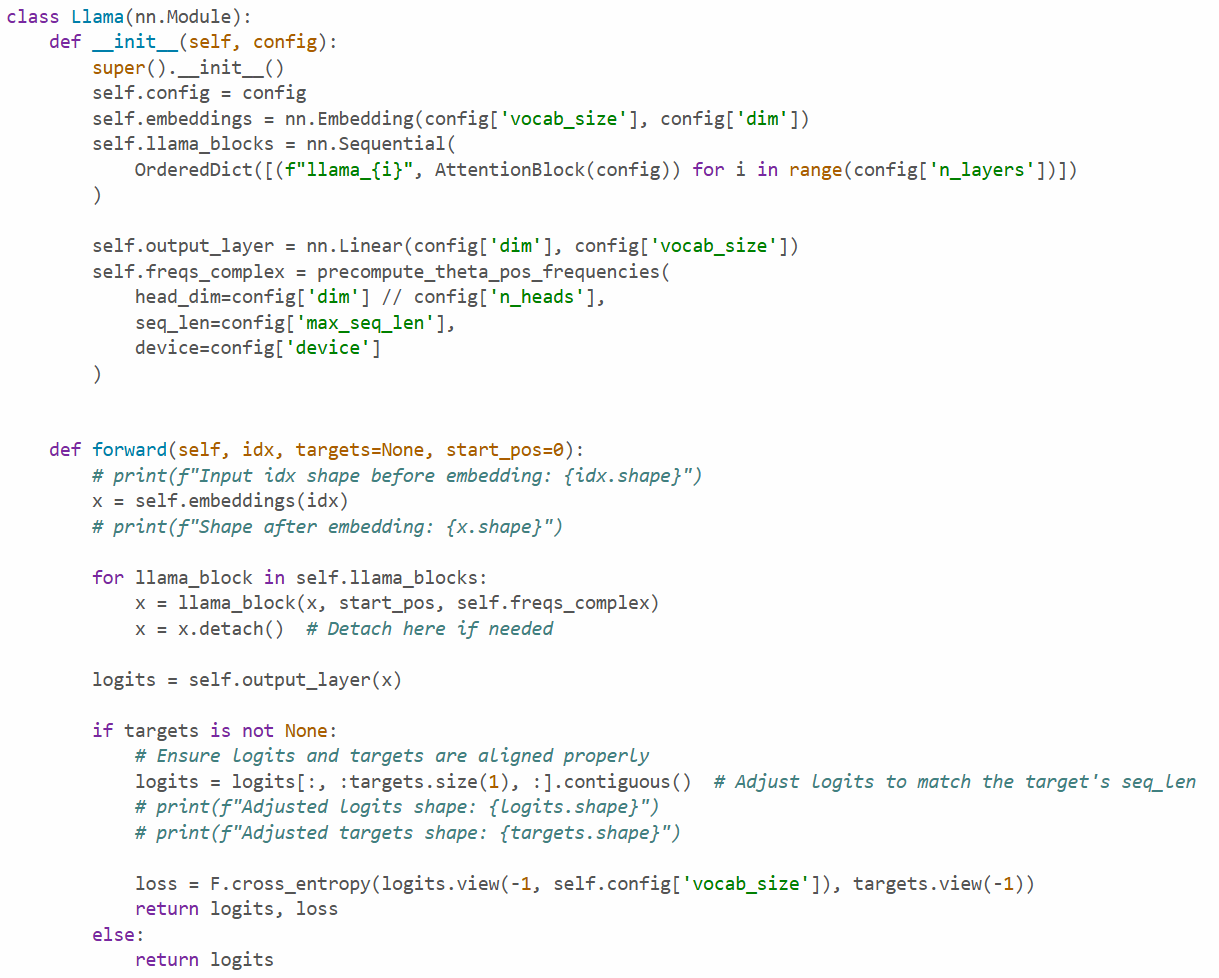 class Llama(nn.Module):
    def __init__(self, config):
        super().__init__()
        self.config = config
        self.embeddings = nn.Embedding(config['vocab_size'], config['dim'])
        self.llama_blocks = nn.Sequential(
            OrderedDict([(f"llama_{i}", AttentionBlock(config)) for i in range(config['n_layers'])])
        )

        self.output_layer = nn.Linear(config['dim'], config['vocab_size'])
        self.freqs_complex = precompute_theta_pos_frequencies(
            head_dim=config['dim'] // config['n_heads'],
            seq_len=config['max_seq_len'],
            device=config['device']
        )


    def forward(self, idx, targets=None, start_pos=0):
        # print(f"Input idx shape before embedding: {idx.shape}")
        x = self.embeddings(idx)
        # print(f"Shape after embedding: {x.shape}")

        for llama_block in self.llama_blocks:
            x = llama_block(x, start_pos, self.freqs_complex)
            x = x.detach()  # Detach here if needed

        logits = self.output_layer(x)

        if targets is not None:
            # Ensure logits and targets are aligned properly
            logits = logits[:, :targets.size(1), :].contiguous()  # Adjust logits to match the target's seq_len
            # print(f"Adjusted logits shape: {logits.shape}")
            # print(f"Adjusted targets shape: {targets.shape}")

            loss = F.cross_entropy(logits.view(-1, self.config['vocab_size']), targets.view(-1))
            return logits, loss
        else:
            return logits